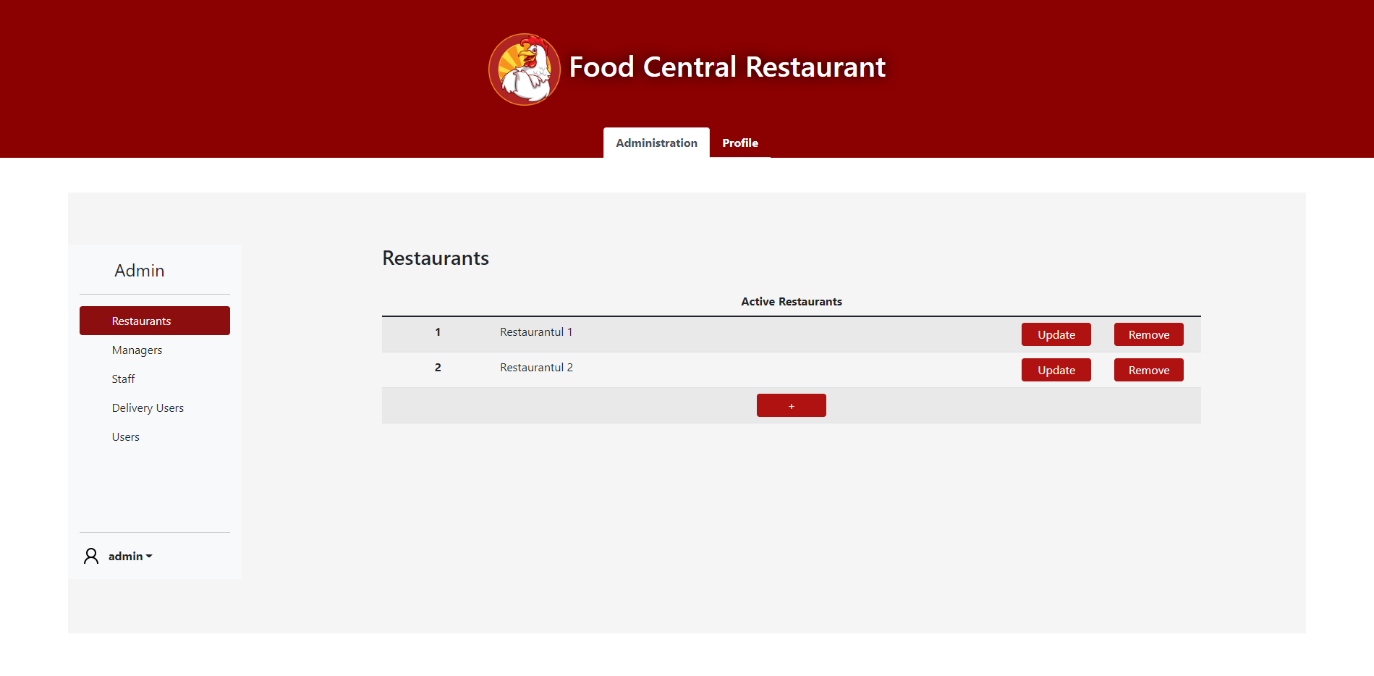 Food Central Restaurant
Administration Profile
Admin
Restaurants
Managers
Staff
Delivery Users
Users
admin
Restaurants
Active Restaurants
1 Restaurantul 1 Update Remove
2 Restaurantul 2 Update Remove
+